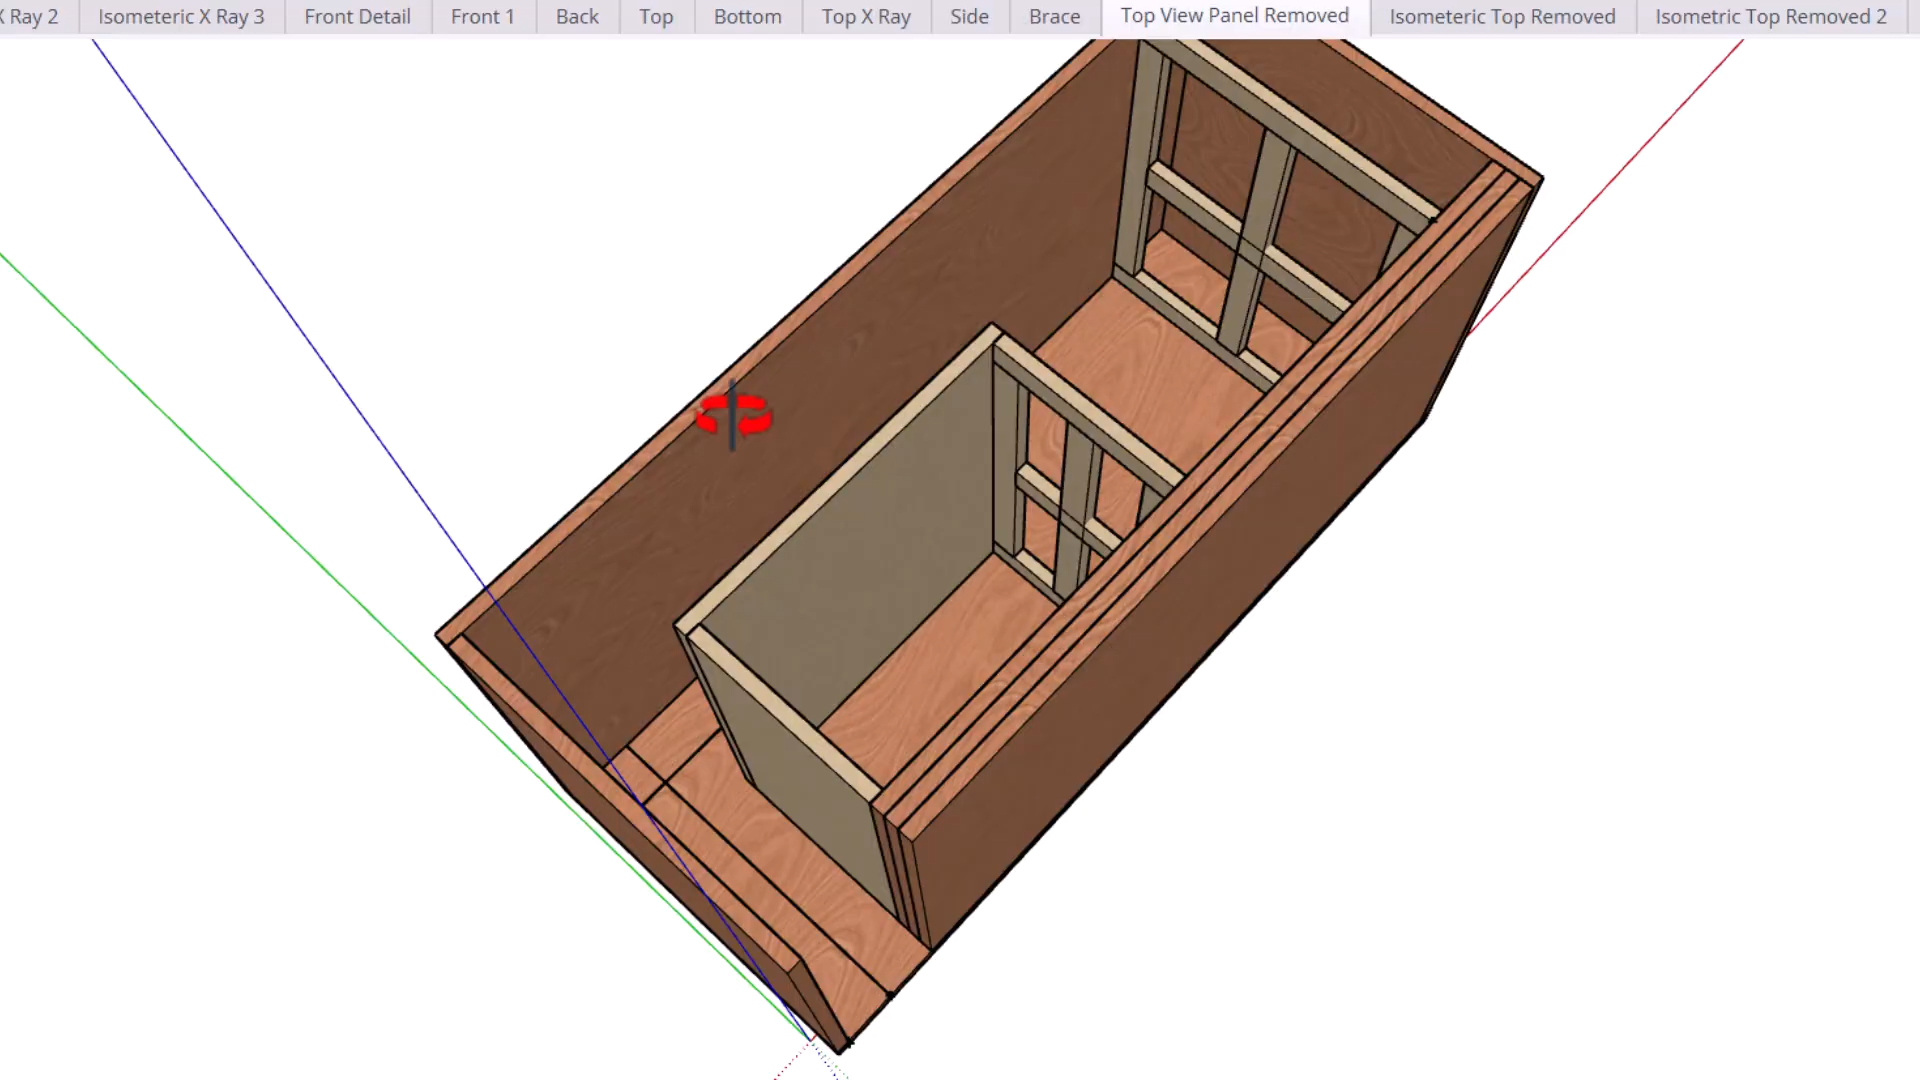 X Ray 2 Isometeric X Ray 3 Front Detail Front 1 Back Top Bottom Top X Ray Side Brace Top View Panel Removed Isometeric Top Removed Isometric Top Removed 2